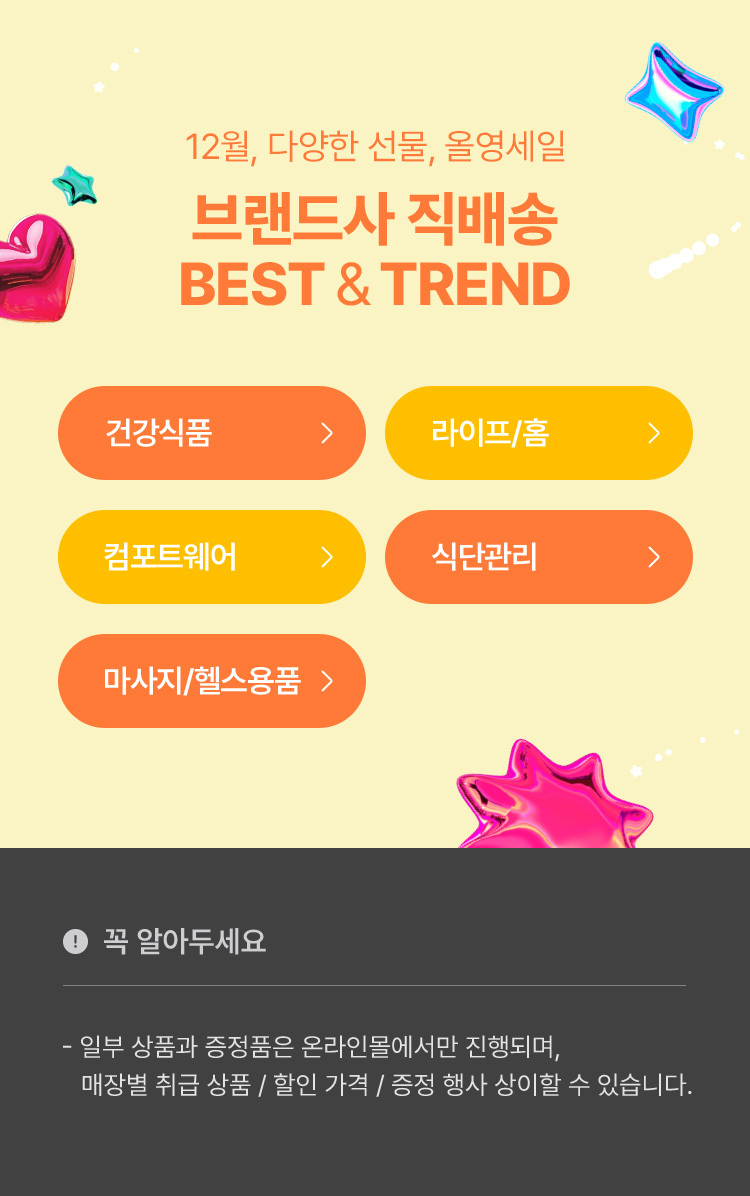 12월, 다양한 선물, 올영세일
브랜드사 직배송
BEST & TREND
건강식품
라이프/홈
컴포트웨어
식단관리
마사지/헬스용품
꼭 알아두세요
- 일부 상품과 증정품은 온라인몰에서만 진행되며,
매장별 취급 상품 / 할인 가격 / 증정 행사 상이할 수 있습니다.